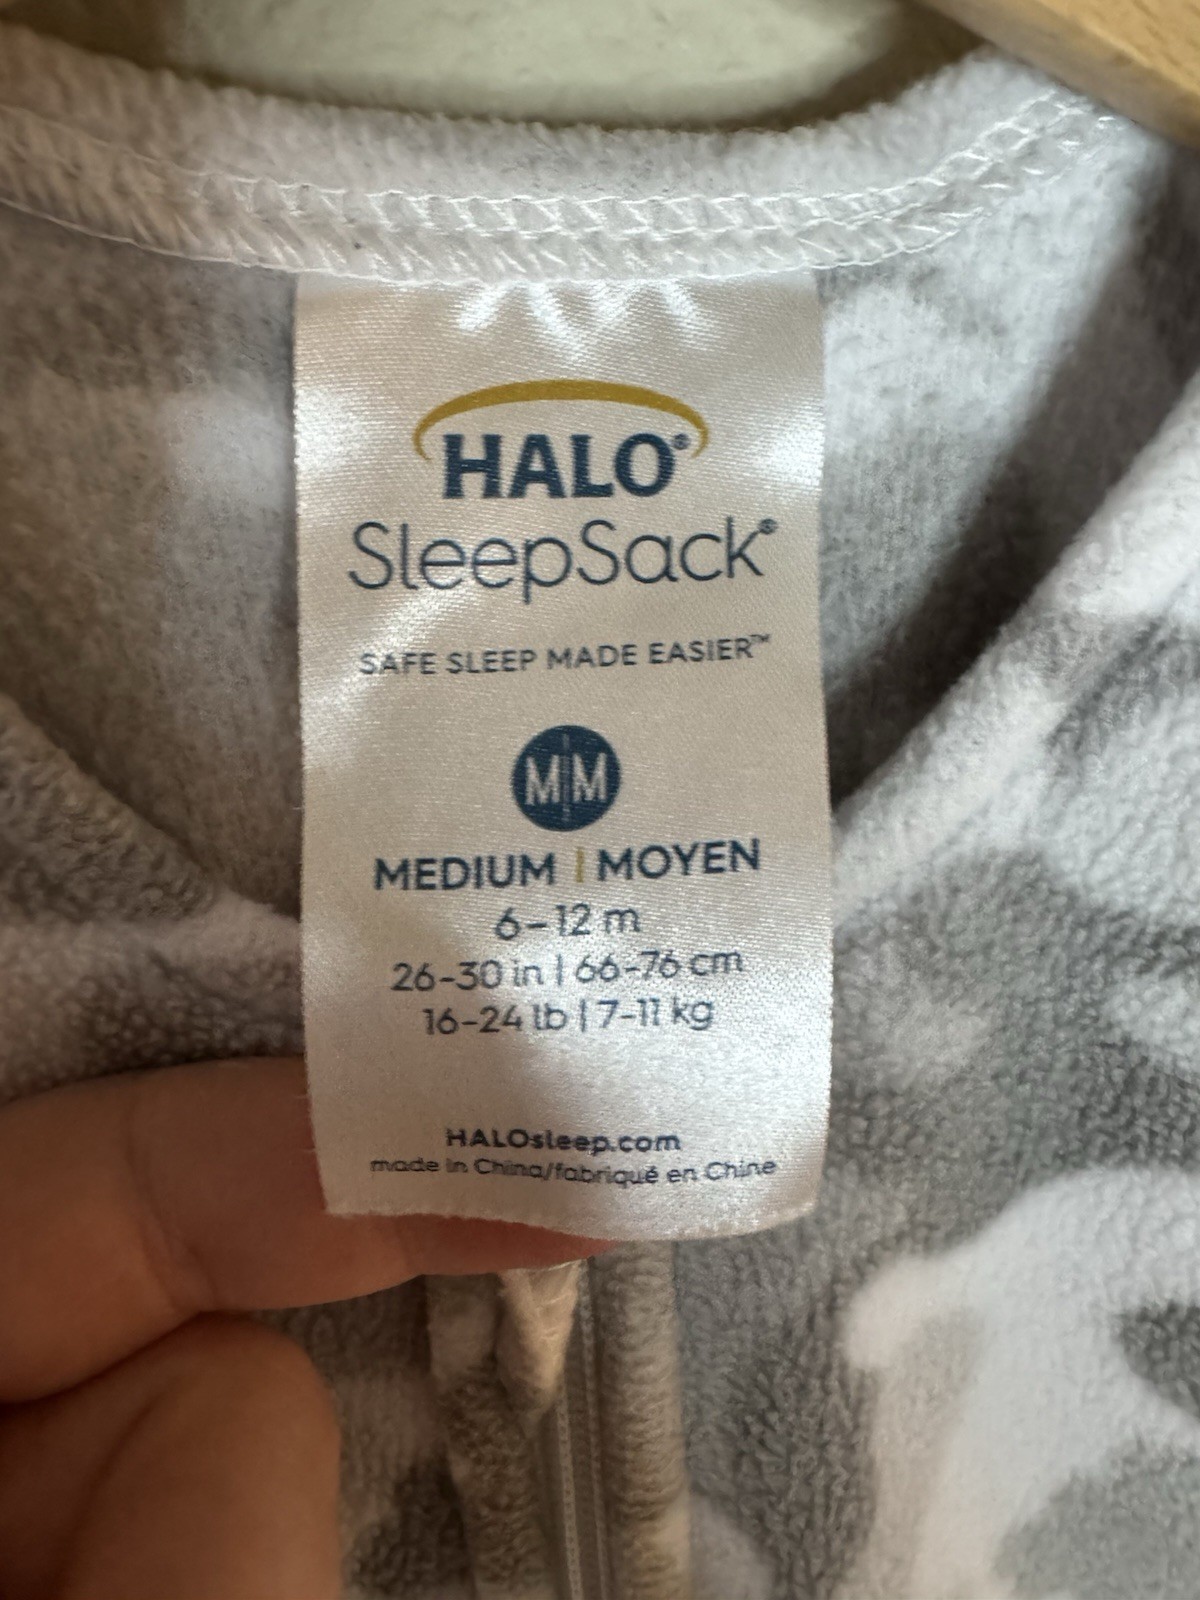 HALO®
SleepSack®
SAFE SLEEP MADE EASIER™
M|M
MEDIUM | MOYEN
6–12 m
26-30 in | 66-76 cm
16-24 lb | 7-11 kg
HALOsleep.com
made in China/fabriqué en Chine